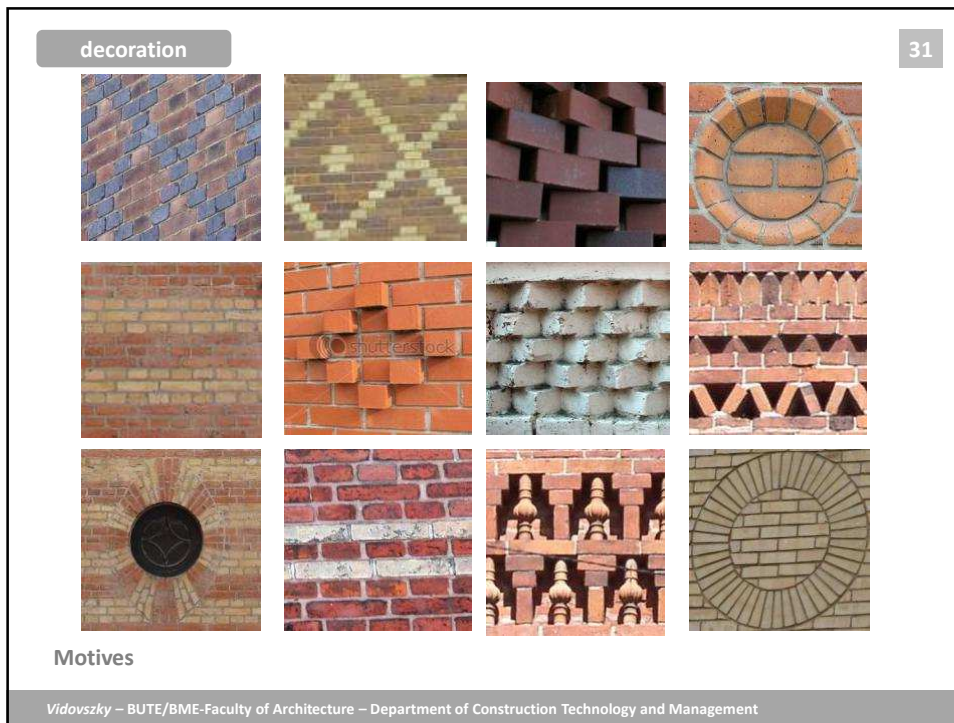 decoration
31
shutterstock
Motives
Vidovszky – BUTE/BME-Faculty of Architecture – Department of Construction Technology and Management